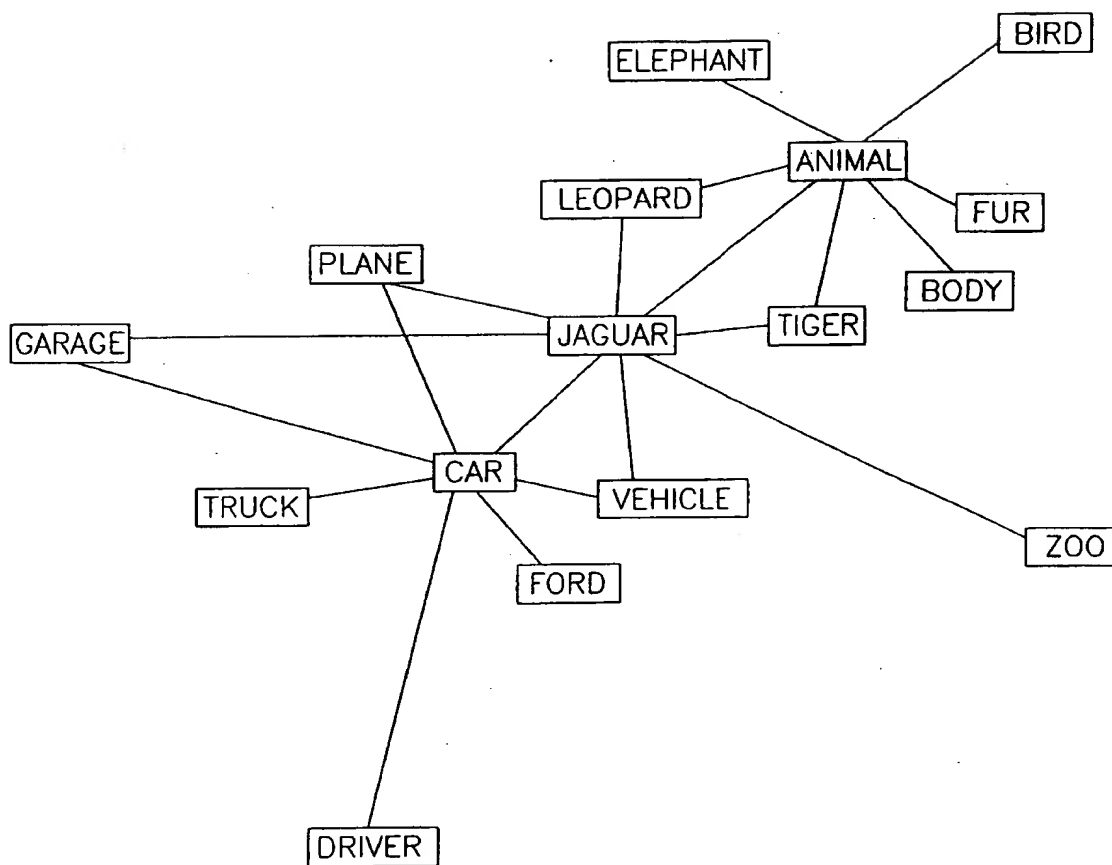 BIRD
ELEPHANT
ANIMAL
LEOPARD
FUR
PLANE
BODY
JAGUAR
TIGER
GARAGE
CAR
TRUCK
VEHICLE
ZOO
FORD
DRIVER